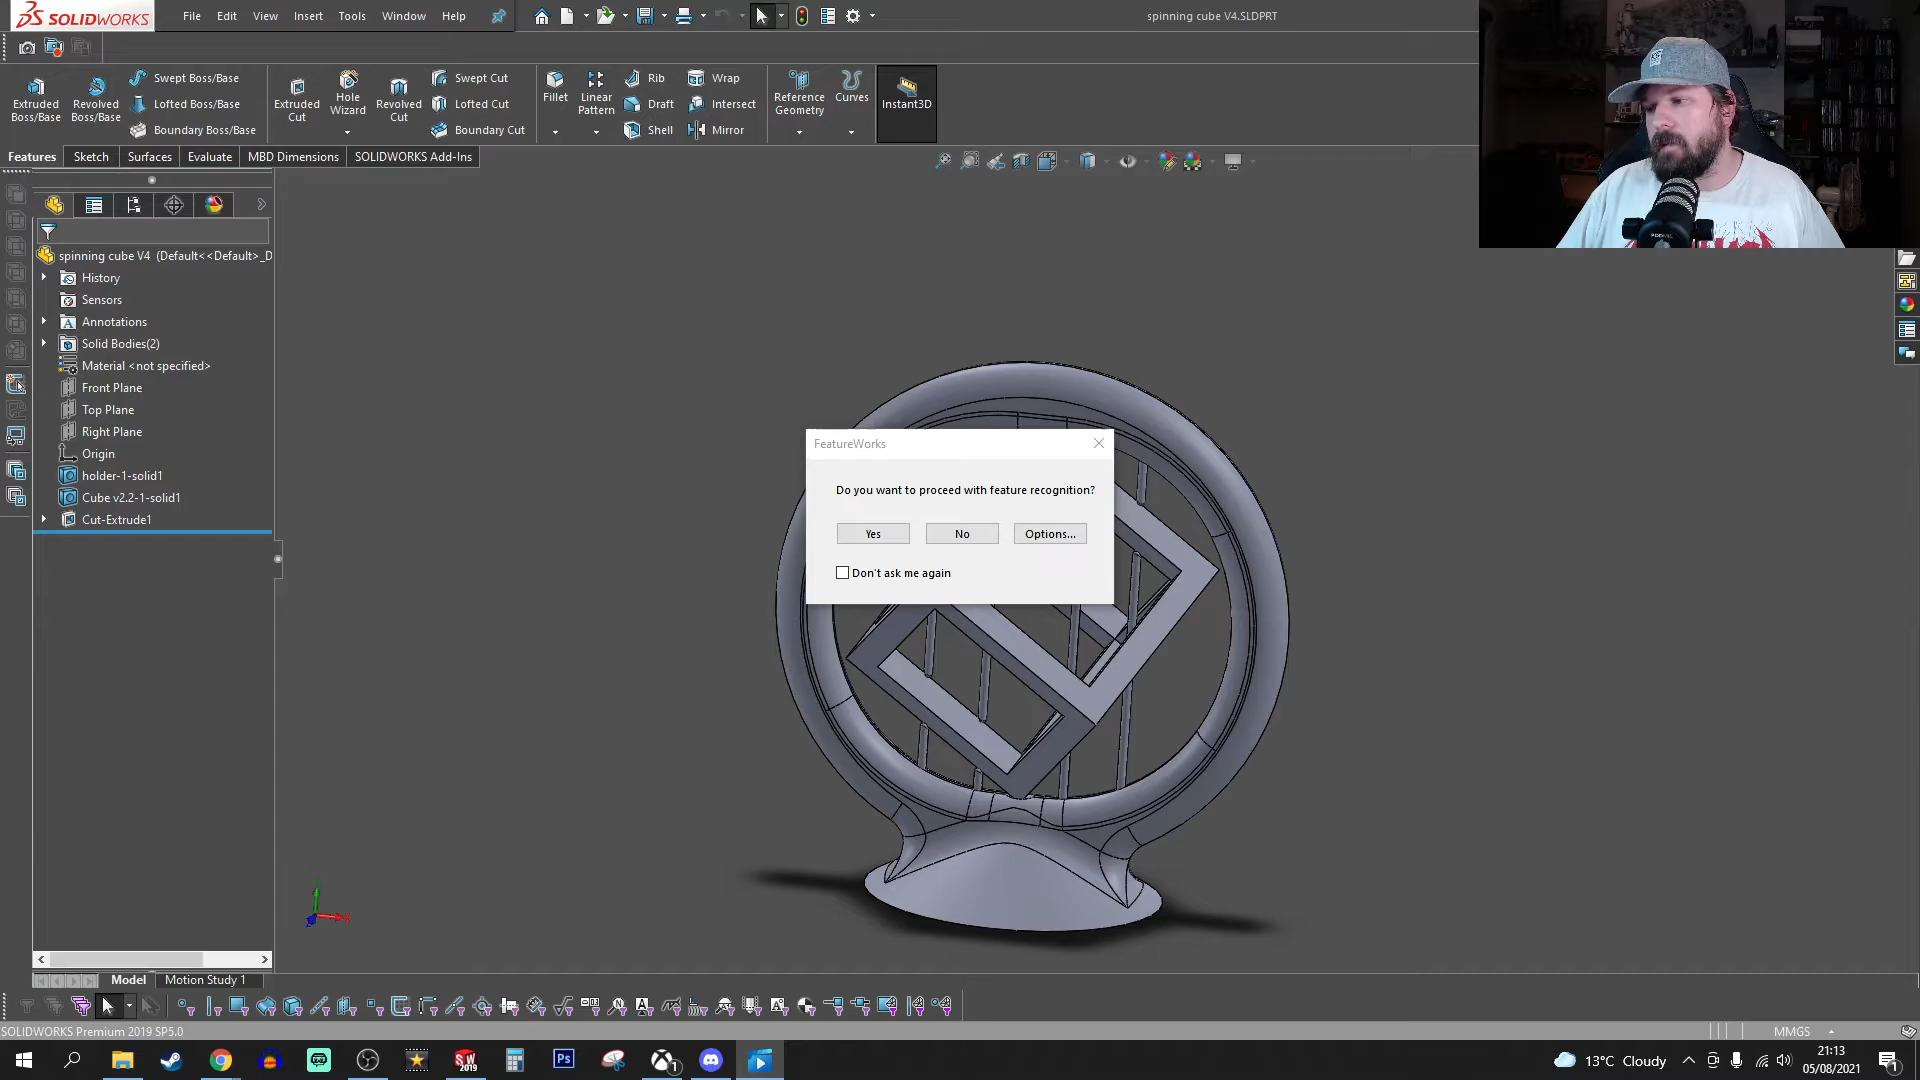 SOLIDWORKS
File Edit View Insert Tools Window Help
spinning cube V4.SLDPRT
Extruded Boss/Base
Revolved Boss/Base
Swept Boss/Base
Lofted Boss/Base
Boundary Boss/Base
Extruded Cut
Hole Wizard
Revolved Cut
Swept Cut
Lofted Cut
Boundary Cut
Fillet
Linear Pattern
Rib
Draft
Shell
Wrap
Intersect
Mirror
Reference Geometry
Curves
Instant3D
Features Sketch Surfaces Evaluate MBD Dimensions SOLIDWORKS Add-Ins
spinning cube V4 (Default<<Default>_D
History
Sensors
Annotations
Solid Bodies(2)
Material <not specified>
Front Plane
Top Plane
Right Plane
Origin
holder-1-solid1
Cube v2.2-1-solid1
Cut-Extrude1
FeatureWorks
Do you want to proceed with feature recognition?
Yes No Options...
Don't ask me again
Model Motion Study 1
SOLIDWORKS Premium 2019 SP5.0
MMGS
SW 2019
Ps
1
13°C Cloudy
21:13
05/08/2021
1